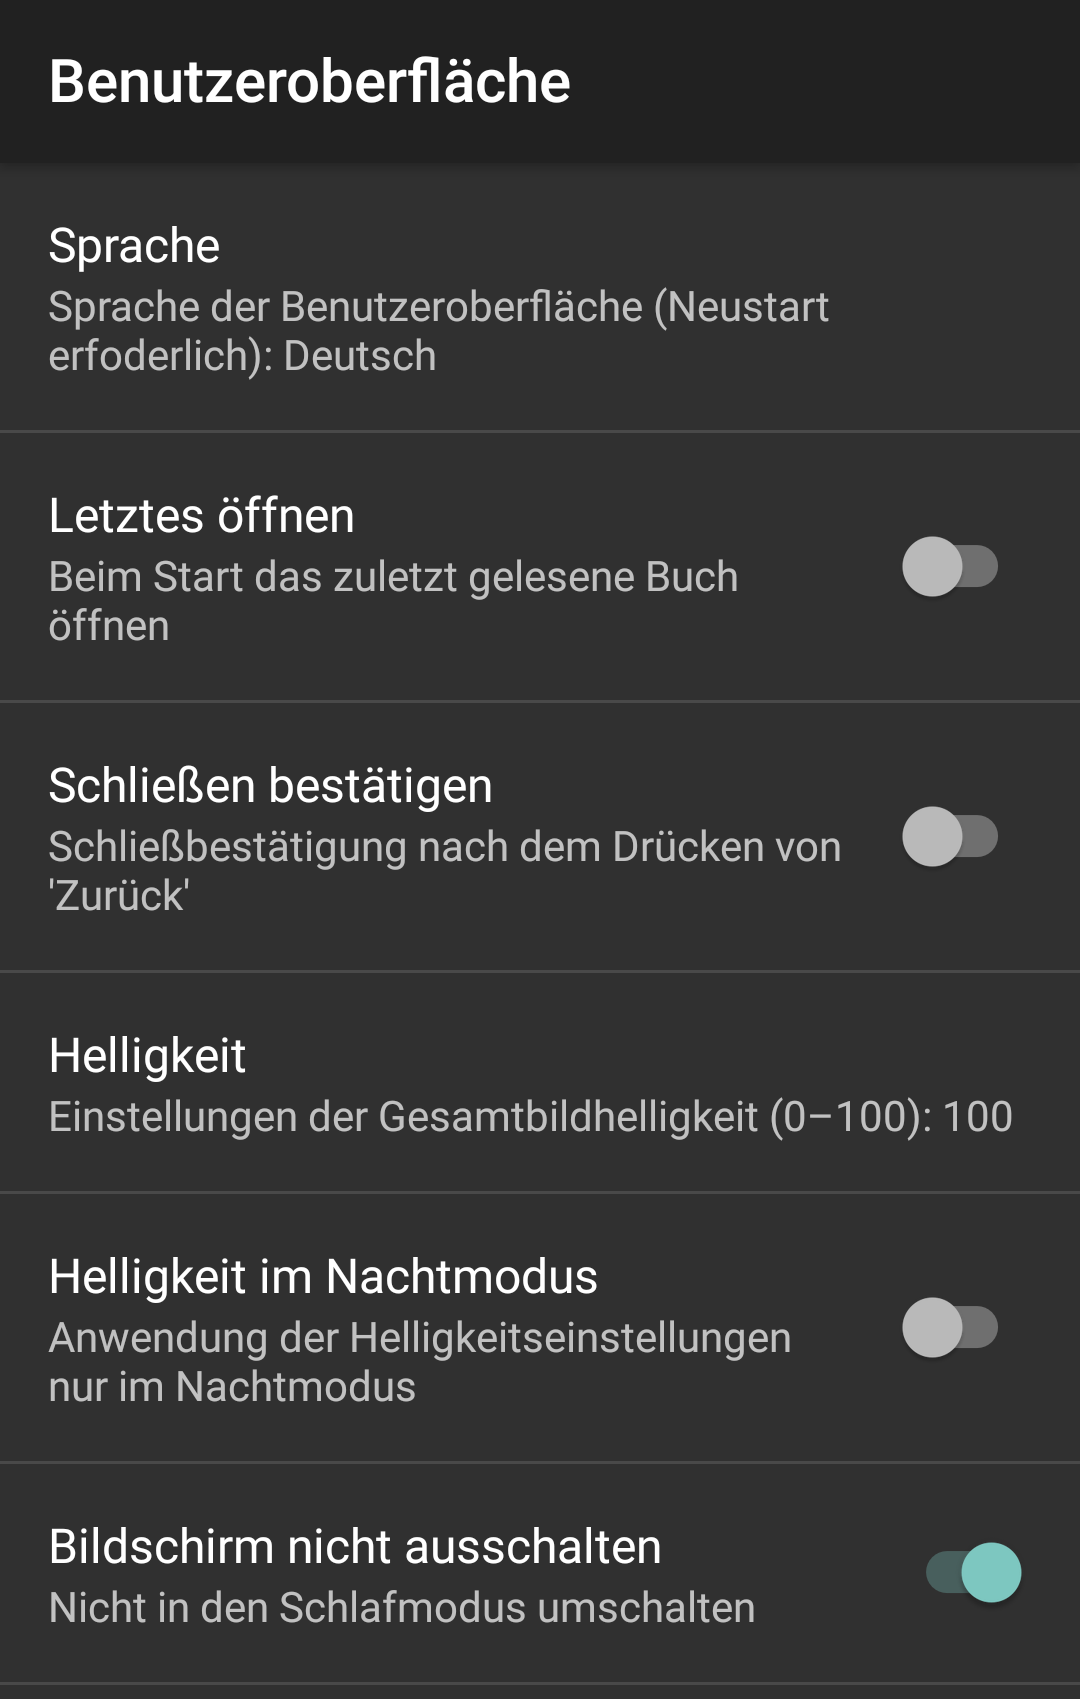 Benutzeroberfläche
Sprache
Sprache der Benutzeroberfläche (Neustart
erfoderlich): Deutsch
Letztes öffnen
Beim Start das zuletzt gelesene Buch
öffnen
Schließen bestätigen
Schließbestätigung nach dem Drücken von
'Zurück'
Helligkeit
Einstellungen der Gesamtbildhelligkeit (0–100): 100
Helligkeit im Nachtmodus
Anwendung der Helligkeitseinstellungen
nur im Nachtmodus
Bildschirm nicht ausschalten
Nicht in den Schlafmodus umschalten